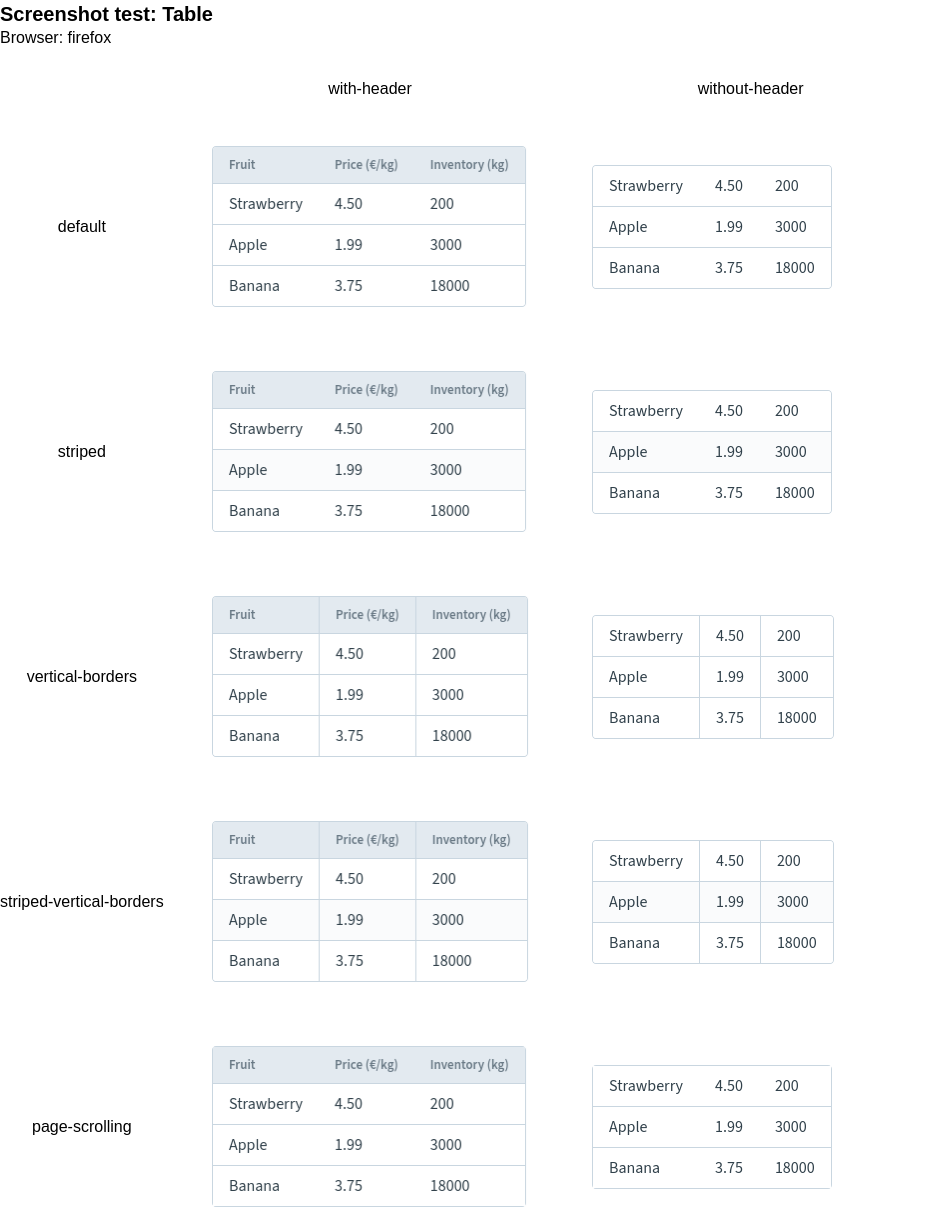 Screenshot test: Table
Browser: firefox
with-header without-header
default
Fruit Price (€/kg) Inventory (kg)
Strawberry 4.50 200
Apple 1.99 3000
Banana 3.75 18000
Strawberry 4.50 200
Apple 1.99 3000
Banana 3.75 18000
striped
Fruit Price (€/kg) Inventory (kg)
Strawberry 4.50 200
Apple 1.99 3000
Banana 3.75 18000
Strawberry 4.50 200
Apple 1.99 3000
Banana 3.75 18000
vertical-borders
Fruit Price (€/kg) Inventory (kg)
Strawberry 4.50 200
Apple 1.99 3000
Banana 3.75 18000
Strawberry 4.50 200
Apple 1.99 3000
Banana 3.75 18000
striped-vertical-borders
Fruit Price (€/kg) Inventory (kg)
Strawberry 4.50 200
Apple 1.99 3000
Banana 3.75 18000
Strawberry 4.50 200
Apple 1.99 3000
Banana 3.75 18000
page-scrolling
Fruit Price (€/kg) Inventory (kg)
Strawberry 4.50 200
Apple 1.99 3000
Banana 3.75 18000
Strawberry 4.50 200
Apple 1.99 3000
Banana 3.75 18000